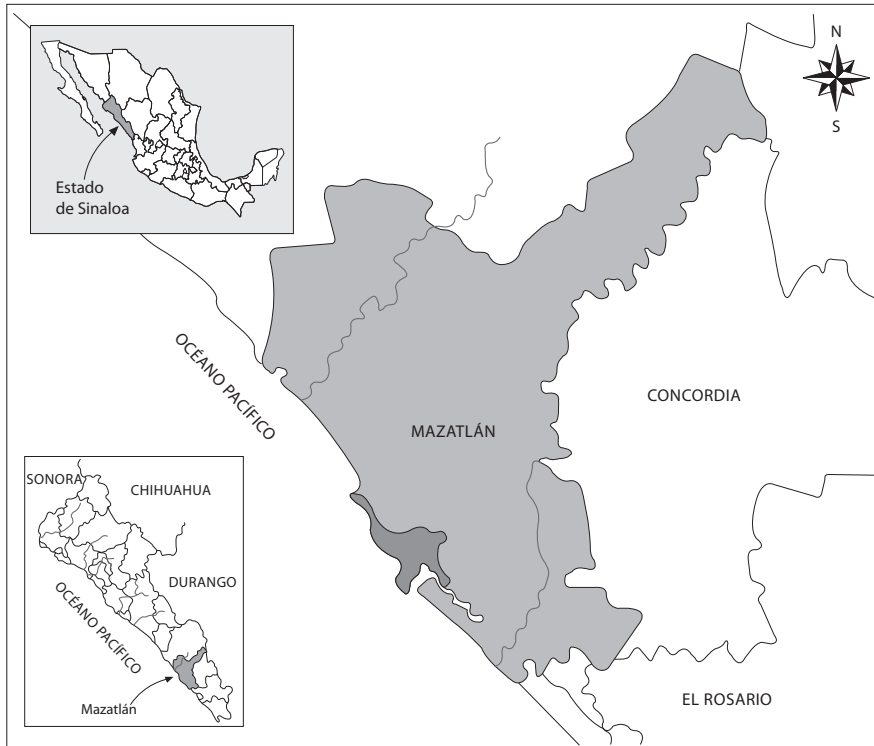 N
S
Estado
de Sinaloa
OCÉANO PACÍFICO
CONCORDIA
MAZATLÁN
SONORA
CHIHUAHUA
DURANGO
OCÉANO PACÍFICO
Mazatlán
EL ROSARIO